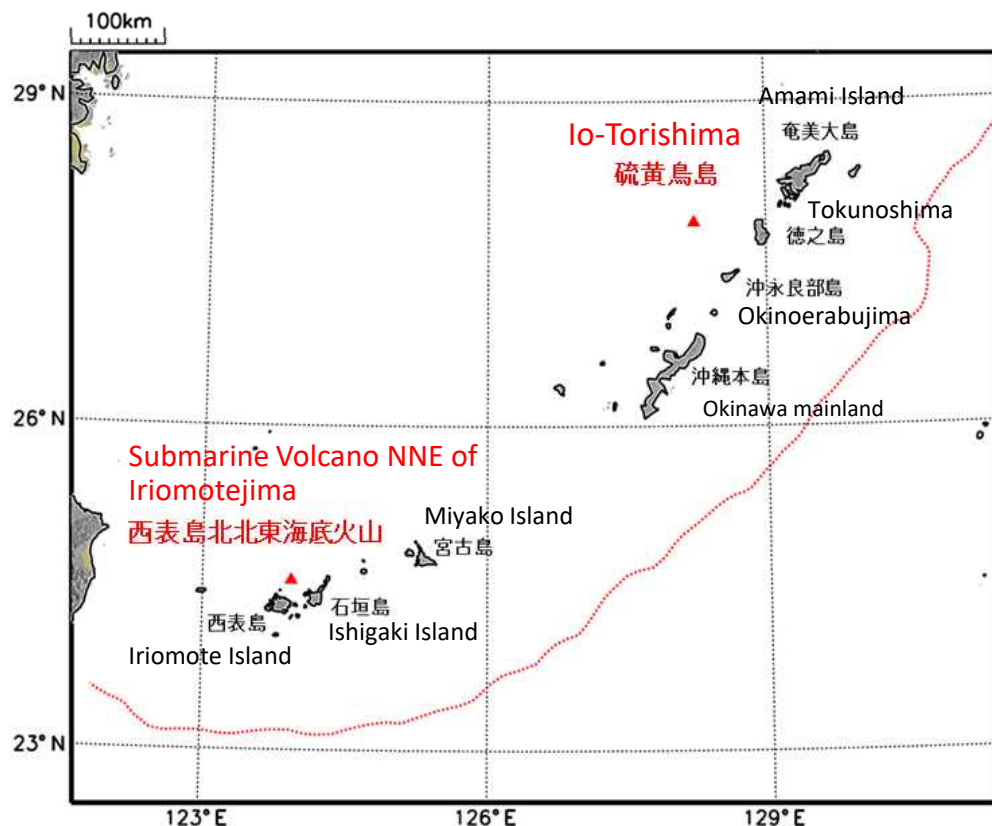 100km
29°N
Amami Island
奄美大島
Io-Torishima
硫黄鳥島
Tokunoshima
徳之島
沖永良部島
Okinoerabujima
沖縄本島
Okinawa mainland
26°N
Submarine Volcano NNE of
Iriomotejima
西表島北北東海底火山
Miyako Island
宮古島
石垣島
Ishigaki Island
西表島
Iriomote Island
23°N
123°E
126°E
129°E